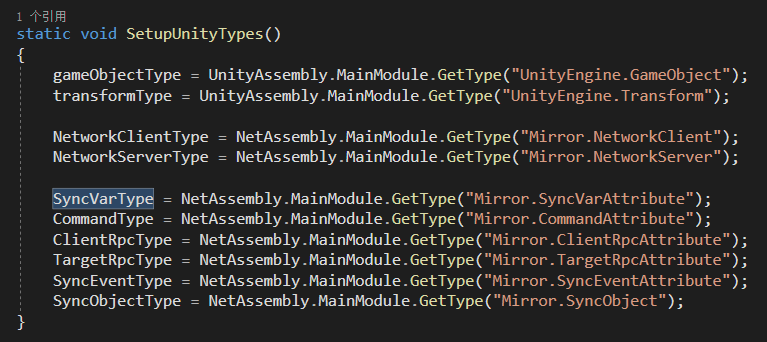 1 个引用
static void SetupUnityTypes()
{
gameObjectType = UnityAssembly.MainModule.GetType("UnityEngine.GameObject");
transformType = UnityAssembly.MainModule.GetType("UnityEngine.Transform");
NetworkClientType = NetAssembly.MainModule.GetType("Mirror.NetworkClient");
NetworkServerType = NetAssembly.MainModule.GetType("Mirror.NetworkServer");
SyncVarType = NetAssembly.MainModule.GetType("Mirror.SyncVarAttribute");
CommandType = NetAssembly.MainModule.GetType("Mirror.CommandAttribute");
ClientRpcType = NetAssembly.MainModule.GetType("Mirror.ClientRpcAttribute");
TargetRpcType = NetAssembly.MainModule.GetType("Mirror.TargetRpcAttribute");
SyncEventType = NetAssembly.MainModule.GetType("Mirror.SyncEventAttribute");
SyncObjectType = NetAssembly.MainModule.GetType("Mirror.SyncObject");
}